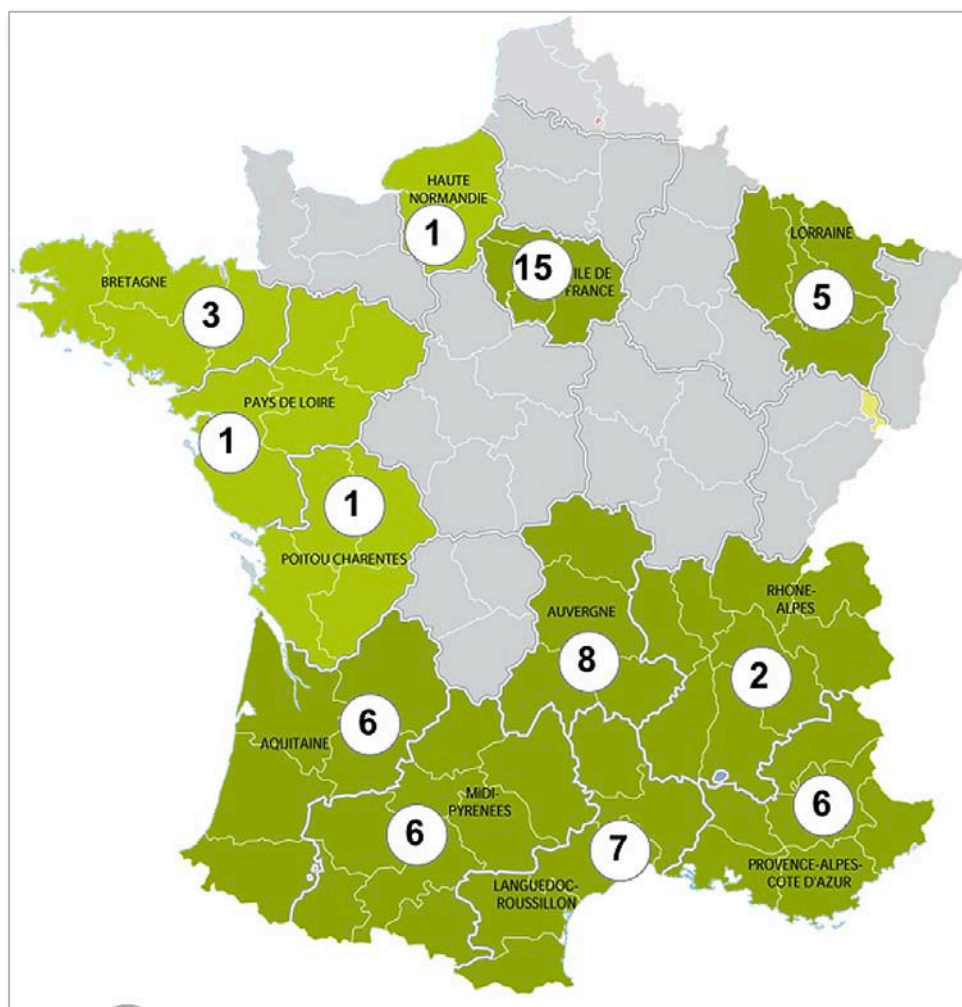 HAUTE
NORMANDIE
1
15
ILE DE
FRANCE
LORRAINE
5
BRETAGNE
3
PAYS DE LOIRE
1
1
POITOU CHARENTES
AUVERGNE
8
RHONE-
ALPES
2
6
AQUITAINE
MiDI-
PYRENEES
6
7
LANGUEDOC-
ROUSSILLON
6
PROVENCE-ALPES-
COTE D'AZUR